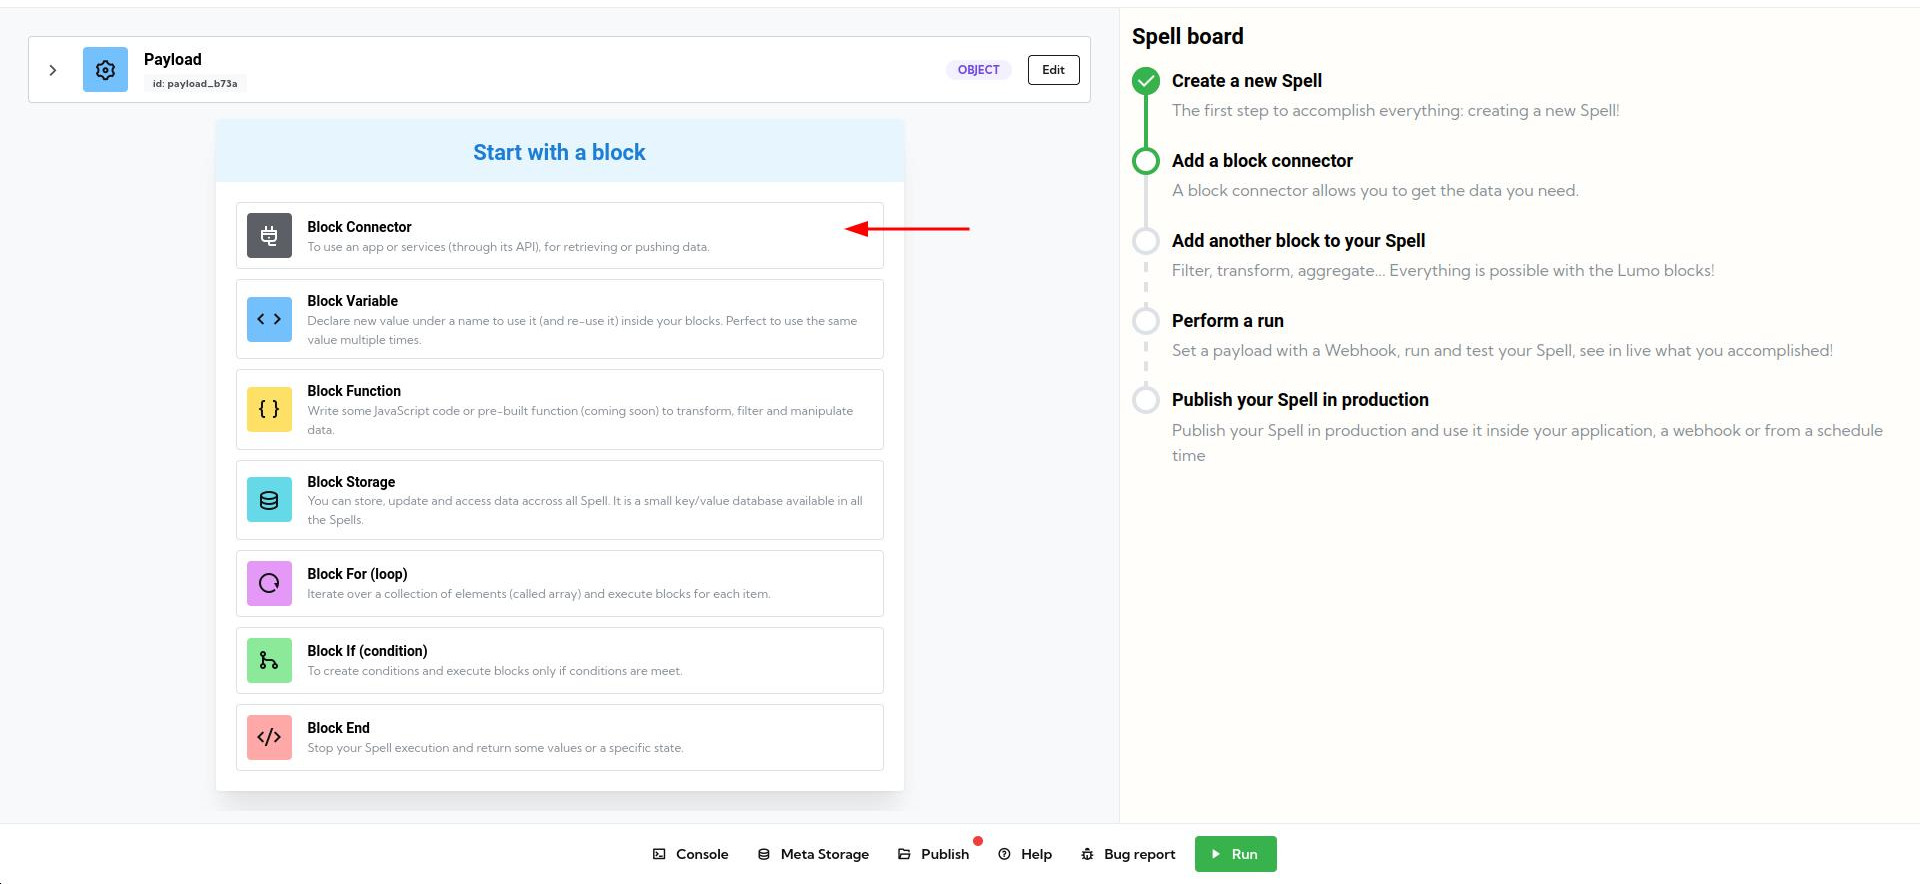 Payload
id: payload_b73a
OBJECT
Edit
Start with a block
Block Connector
To use an app or services (through its API), for retrieving or pushing data.
Block Variable
Declare new value under a name to use it (and re-use it) inside your blocks. Perfect to use the same
value multiple times.
Block Function
Write some JavaScript code or pre-built function (coming soon) to transform, filter and manipulate
data.
Block Storage
You can store, update and access data accross all Spell. It is a small key/value database available in all
the Spells.
Block For (loop)
Iterate over a collection of elements (called array) and execute blocks for each item.
Block If (condition)
To create conditions and execute blocks only if conditions are meet.
Block End
Stop your Spell execution and return some values or a specific state.
Spell board
Create a new Spell
The first step to accomplish everything: creating a new Spell!
Add a block connector
A block connector allows you to get the data you need.
Add another block to your Spell
Filter, transform, aggregate... Everything is possible with the Lumo blocks!
Perform a run
Set a payload with a Webhook, run and test your Spell, see in live what you accomplished!
Publish your Spell in production
Publish your Spell in production and use it inside your application, a webhook or from a schedule
time
Console
Meta Storage
Publish
Help
Bug report
Run